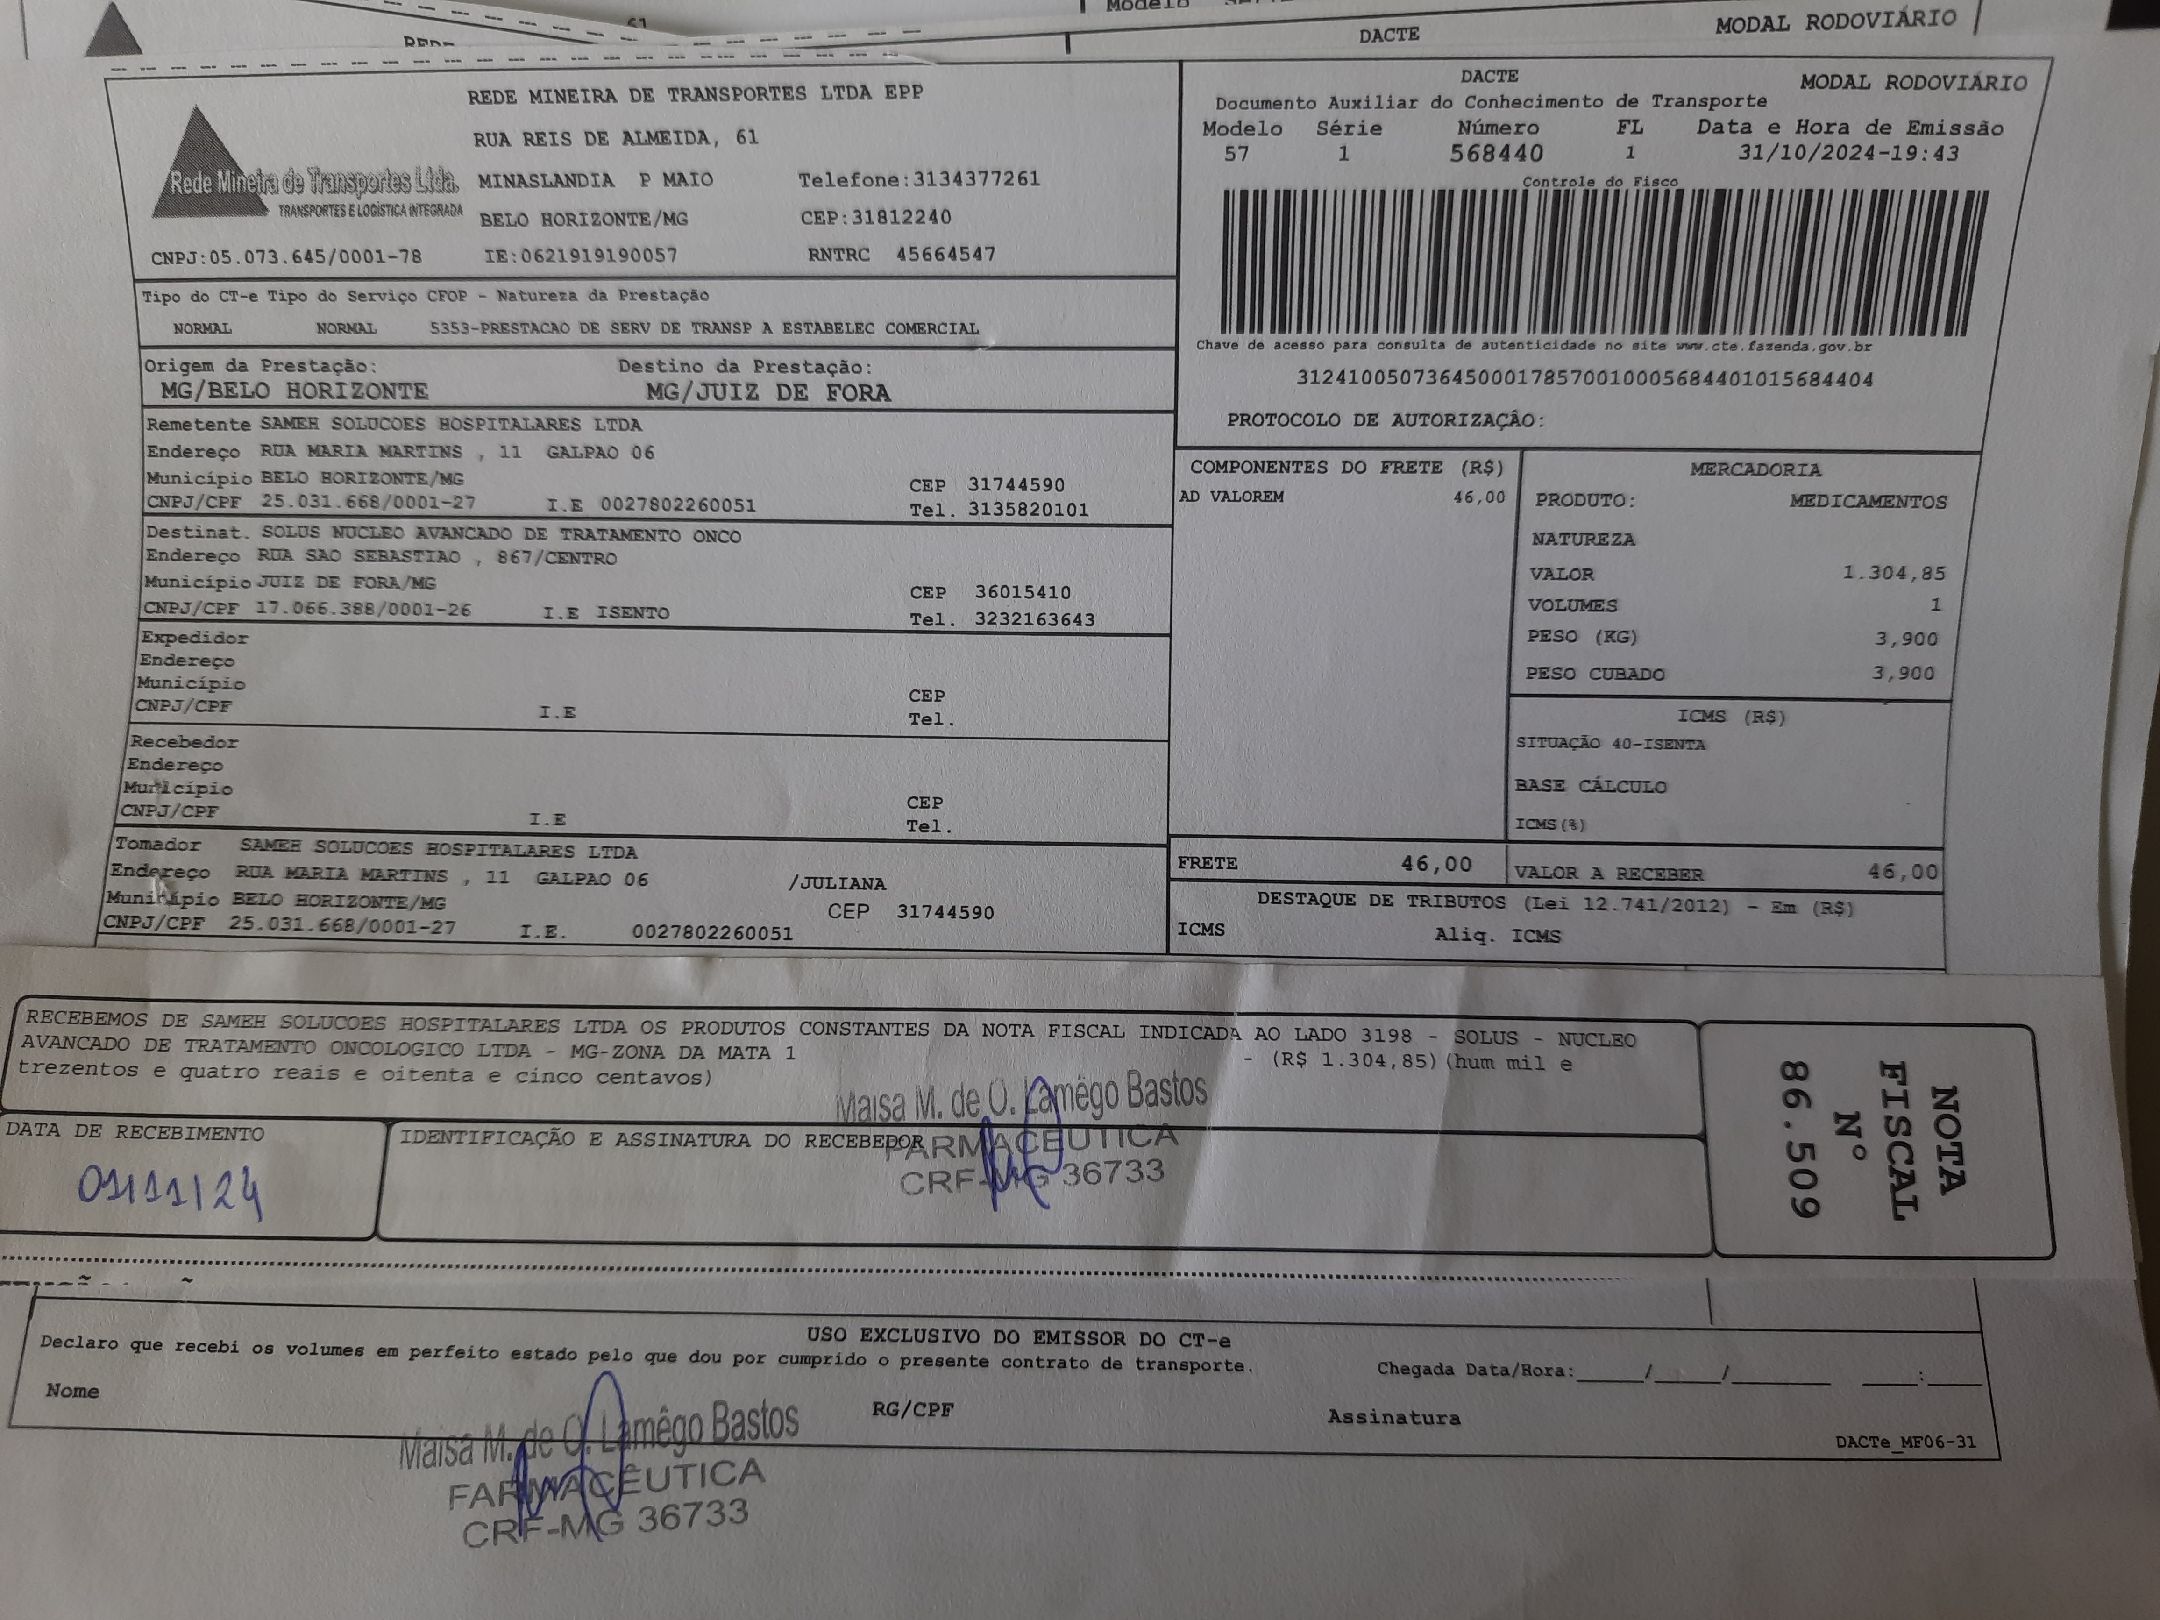 Modelo
61
DACTE MODAL RODOVIÁRIO
REDE MINEIRA DE TRANSPORTES LTDA EPP
RUA REIS DE ALMEIDA, 61
Rede Mineira de Transportes Ltda.
TRANSPORTES E LOGÍSTICA INTEGRADA
MINASLANDIA P MAIO Telefone:3134377261
BELO HORIZONTE/MG CEP:31812240
CNPJ:05.073.645/0001-78 IE:0621919190057 RNTRC 45664547
DACTE MODAL RODOVIÁRIO
Documento Auxiliar do Conhecimento de Transporte
Modelo Série Número FL Data e Hora de Emissão
57 1 568440 1 31/10/2024-19:43
Controle do Fisco
Chave de acesso para consulta de autenticidade no site www.cte.fazenda.gov.br
31241005073645000178570010005684401015684404
PROTOCOLO DE AUTORIZAÇÃO:
Tipo do CT-e Tipo do Serviço CFOP - Natureza da Prestação
NORMAL NORMAL 5353-PRESTACAO DE SERV DE TRANSP A ESTABELEC COMERCIAL
Origem da Prestação: Destino da Prestação:
MG/BELO HORIZONTE MG/JUIZ DE FORA
Remetente SAMEH SOLUCOES HOSPITALARES LTDA
Endereço RUA MARIA MARTINS , 11 GALPAO 06
Município BELO HORIZONTE/MG CEP 31744590
CNPJ/CPF 25.031.668/0001-27 I.E 0027802260051 Tel. 3135820101
Destinat. SOLUS NUCLEO AVANCADO DE TRATAMENTO ONCO
Endereço RUA SAO SEBASTIAO , 867/CENTRO
Município JUIZ DE FORA/MG CEP 36015410
CNPJ/CPF 17.066.388/0001-26 I.E ISENTO Tel. 3232163643
Expedidor
Endereço
Município CEP
CNPJ/CPF I.E Tel.
Recebedor
Endereço
Município CEP
CNPJ/CPF I.E Tel.
Tomador SAMEH SOLUCOES HOSPITALARES LTDA
Endereço RUA MARIA MARTINS , 11 GALPAO 06 /JULIANA
Município BELO HORIZONTE/MG CEP 31744590
CNPJ/CPF 25.031.668/0001-27 I.E. 0027802260051
COMPONENTES DO FRETE (R$)
AD VALOREM 46,00
MERCADORIA
PRODUTO: MEDICAMENTOS
NATUREZA
VALOR 1.304,85
VOLUMES 1
PESO (KG) 3,900
PESO CUBADO 3,900
ICMS (R$)
SITUAÇÃO 40-ISENTA
BASE CÁLCULO
ICMS(%)
FRETE 46,00 VALOR A RECEBER 46,00
DESTAQUE DE TRIBUTOS (Lei 12.741/2012) - Em (R$)
ICMS Aliq. ICMS
RECEBEMOS DE SAMEH SOLUCOES HOSPITALARES LTDA OS PRODUTOS CONSTANTES DA NOTA FISCAL INDICADA AO LADO 3198 - SOLUS - NUCLEO
AVANCADO DE TRATAMENTO ONCOLOGICO LTDA - MG-ZONA DA MATA 1 - (R$ 1.304,85)(hum mil e
trezentos e quatro reais e oitenta e cinco centavos)
Maisa M. de O. Lamêgo Bastos
FARMACÊUTICA
CRF-MG 36733
DATA DE RECEBIMENTO IDENTIFICAÇÃO E ASSINATURA DO RECEBEDOR
01/11/24
NOTA
FISCAL
Nº
86.509
USO EXCLUSIVO DO EMISSOR DO CT-e
Declaro que recebi os volumes em perfeito estado pelo que dou por cumprido o presente contrato de transporte.
Chegada Data/Hora:_____/_____/________ ____:____
Nome RG/CPF Assinatura
DACTe_MF06-31
Maisa M. de O. Lamêgo Bastos
FARMACÊUTICA
CRF-MG 36733